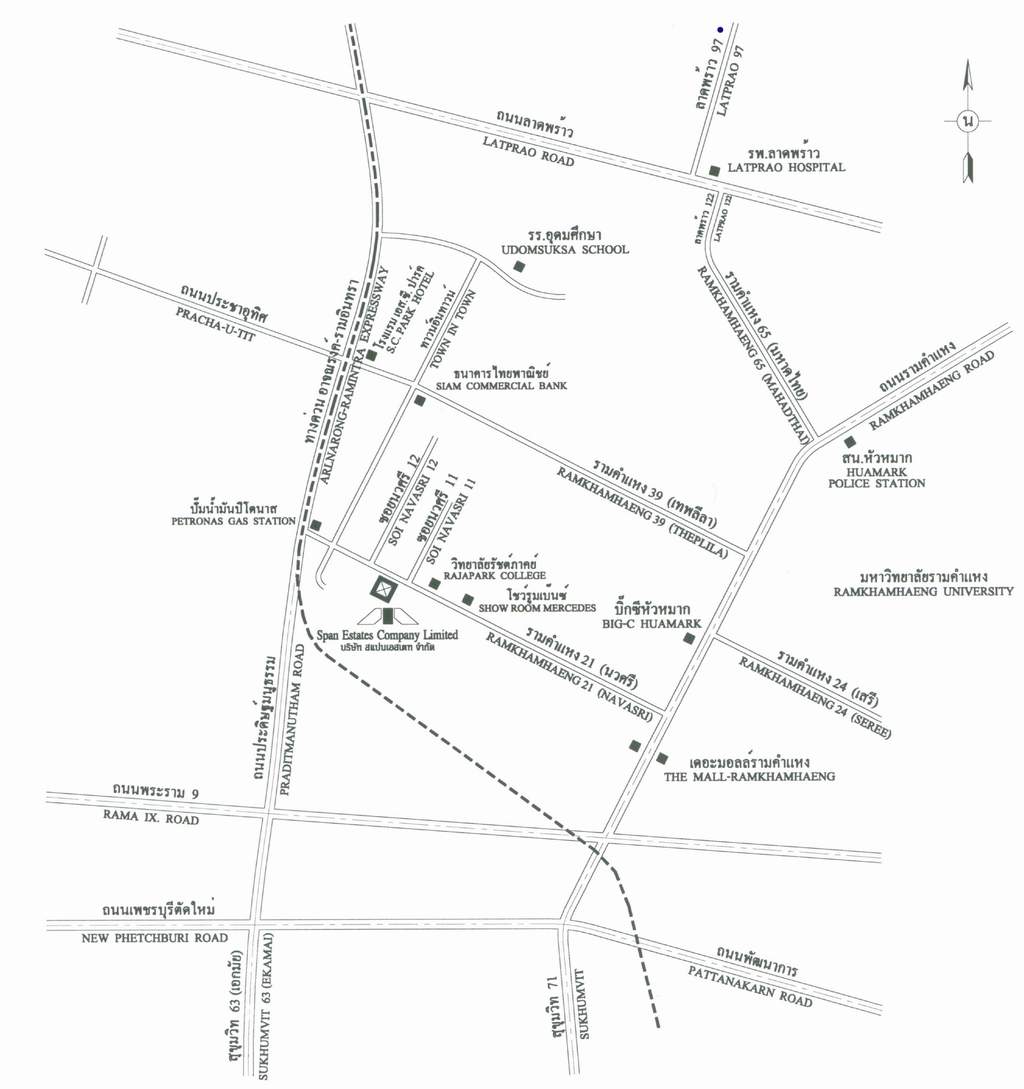 ลาดพร้าว 97
LATPRAO 97
ถนนลาดพร้าว
LATPRAO ROAD
น
รพ.ลาดพร้าว
LATPRAO HOSPITAL
ลาดพร้าว 122
LATPRAO 122
รร.อุดมศึกษา
UDOMSUKSA SCHOOL
ถนนประชาอุทิศ
PRACHA-U-TIT
ทางด่วน อาจณรงค์-รามอินทรา
ARLNARONG-RAMINTRA EXPRESSWAY
โรงแรม เอส.ซี. ปาร์ค
S.C. PARK HOTEL
ทาวน์อินทาวน์
TOWN IN TOWN
รามคำแหง 65 (มหาดไทย)
RAMKHAMHAENG 65 (MAHADTHAI)
ถนนรามคำแหง
RAMKHAMHAENG ROAD
ธนาคารไทยพาณิชย์
SIAM COMMERCIAL BANK
สน.หัวหมาก
HUAMARK
POLICE STATION
ซอยนวศรี 12
SOI NAVASRI 12
ซอยนวศรี 11
SOI NAVASRI 11
รามคำแหง 39 (เทพลีลา)
RAMKHAMHAENG 39 (THEPLILA)
ปั๊มน้ำมันปิโตนาส
PETRONAS GAS STATION
วิทยาลัยรัชต์ภาคย์
RAJAPARK COLLEGE
โชว์รูมเบ็นซ์
SHOW ROOM MERCEDES
มหาวิทยาลัยรามคำแหง
RAMKHAMHAENG UNIVERSITY
บิ๊กซีหัวหมาก
BIG-C HUAMARK
Span Estates Company Limited
บริษัท สแปนเอสเตท จำกัด
รามคำแหง 21 (นวศรี)
RAMKHAMHAENG 21 (NAVASRI)
รามคำแหง 24 (เสรี)
RAMKHAMHAENG 24 (SEREE)
ถนนประดิษฐ์มนูธรรม
PRADITMANUTHAM ROAD
เดอะมอลล์รามคำแหง
THE MALL-RAMKHAMHAENG
ถนนพระราม 9
RAMA IX. ROAD
ถนนเพชรบุรีตัดใหม่
NEW PHETCHBURI ROAD
สุขุมวิท 63 (เอกมัย)
SUKHUMVIT 63 (EKAMAI)
สุขุมวิท 71
SUKHUMVIT
ถนนพัฒนาการ
PATTANAKARN ROAD